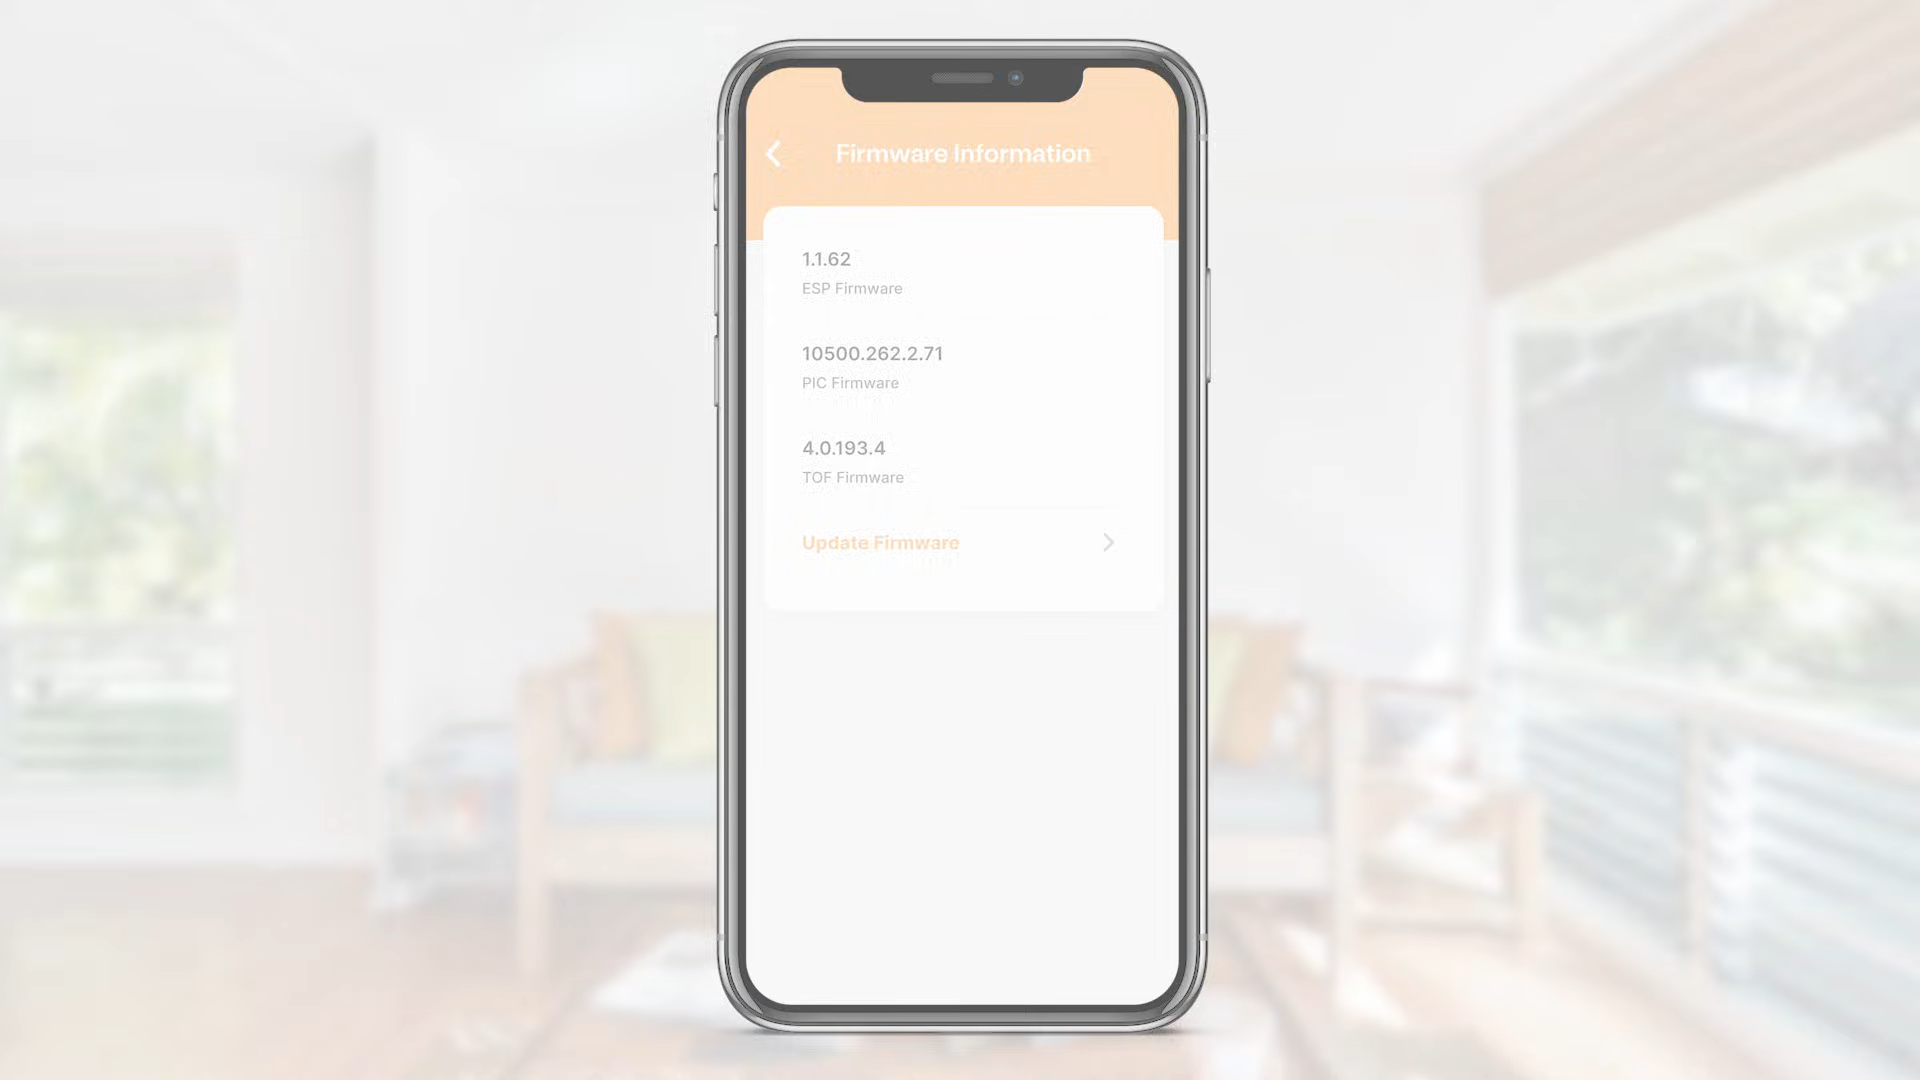 Firmware Information
1.1.62
ESP Firmware
10500.262.2.71
PIC Firmware
4.0.193.4
TOF Firmware
Update Firmware